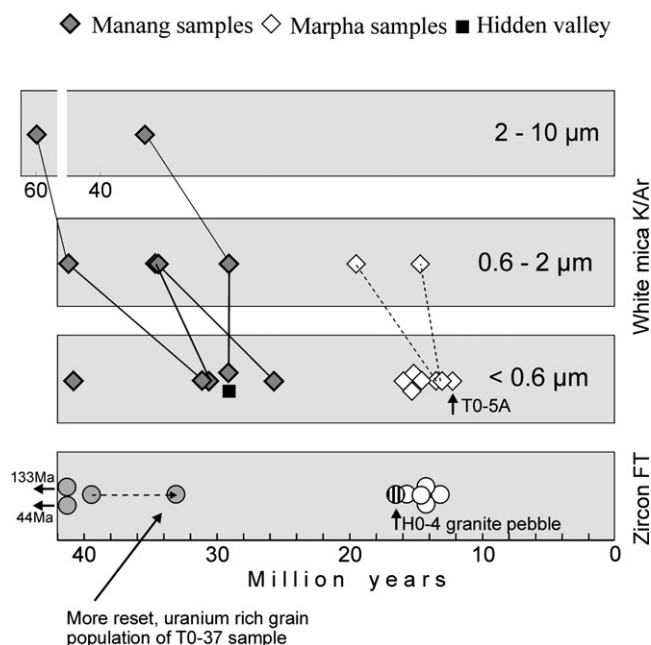 Manang samples Marpha samples Hidden valley
2 - 10 µm
60 40
0.6 - 2 µm
White mica K/Ar
< 0.6 µm
T0-5A
133Ma
44Ma
H0-4 granite pebble
Zircon FT
40 30 20 10 0
Million years
More reset, uranium rich grain
population of T0-37 sample